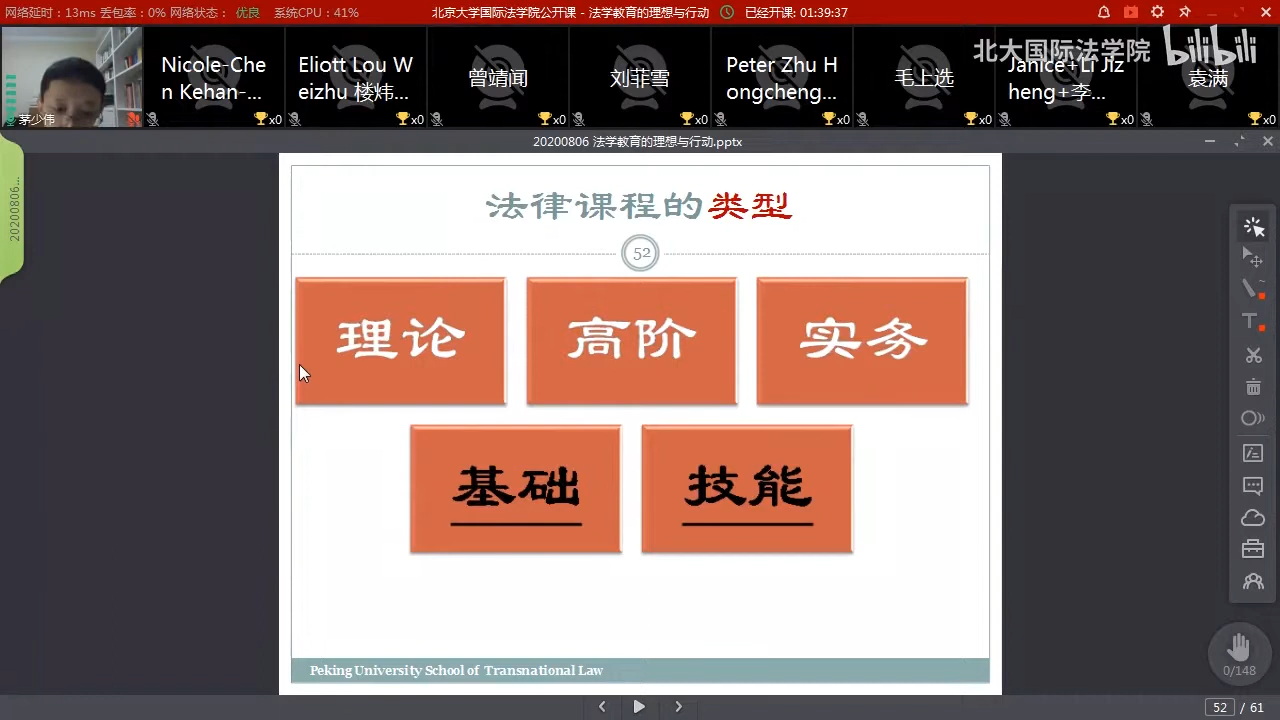 网络延时：13ms 丢包率：0% 网络状态： 优良 系统CPU：41%
北京大学国际法学院公开课 - 法学教育的理想与行动 已经开课: 01:39:37
北大国际法学院 bilibili
茅少伟
Nicole-Che
n Kehan-...
x0
Eliott Lou W
eizhu 楼炜...
x0
曾靖闻
x0
刘菲雪
x0
Peter Zhu H
ongcheng...
x0
毛上选
x0
Janice+Li Jiz
heng+李...
x0
袁满
x0
20200806 法学教育的理想与行动.pptx
20200806...
法律课程的类型
52
理论
高阶
实务
基础
技能
Peking University School of Transnational Law
0/148
52 / 61